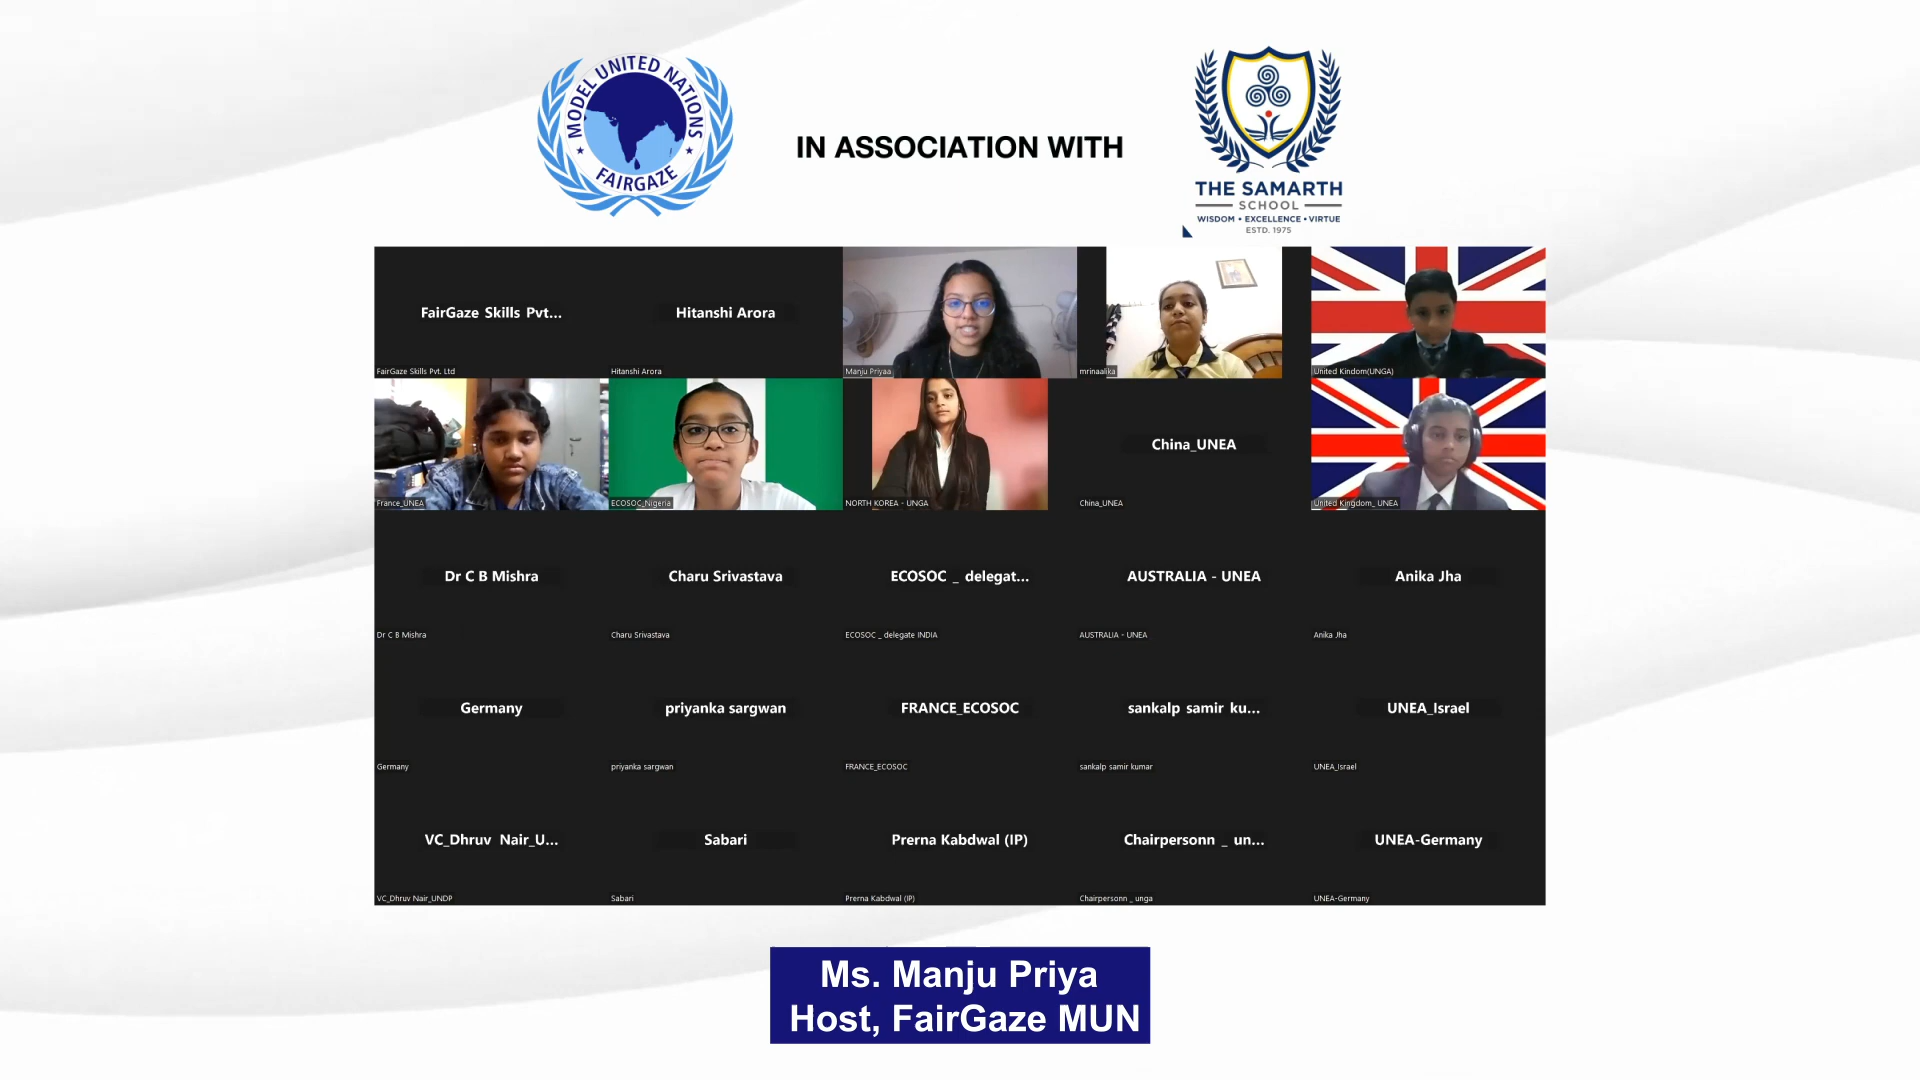 MODEL UNITED NATIONS
FAIRGAZE
IN ASSOCIATION WITH
THE SAMARTH
SCHOOL
WISDOM • EXCELLENCE • VIRTUE
ESTD. 1975
FairGaze Skills Pvt...
Hitanshi Arora
FairGaze Skills Pvt. Ltd
Hitanshi Arora
Manju Priyaa
mrinaalika
United Kindom(UNGA)
China_UNEA
France_UNEA
ECOSOC_Nigeria
NORTH KOREA - UNGA
China_UNEA
United Kingdom_ UNEA
Dr C B Mishra
Charu Srivastava
ECOSOC _ delegat...
AUSTRALIA - UNEA
Anika Jha
Dr C B Mishra
Charu Srivastava
ECOSOC _ delegate INDIA
AUSTRALIA - UNEA
Anika Jha
Germany
priyanka sargwan
FRANCE_ECOSOC
sankalp samir ku...
UNEA_Israel
Germany
priyanka sargwan
FRANCE_ECOSOC
sankalp samir kumar
UNEA_Israel
VC_Dhruv Nair_U...
Sabari
Prerna Kabdwal (IP)
Chairpersonn _ un...
UNEA-Germany
VC_Dhruv Nair_UNDP
Sabari
Prerna Kabdwal (IP)
Chairpersonn _ unga
UNEA-Germany
Ms. Manju Priya
Host, FairGaze MUN